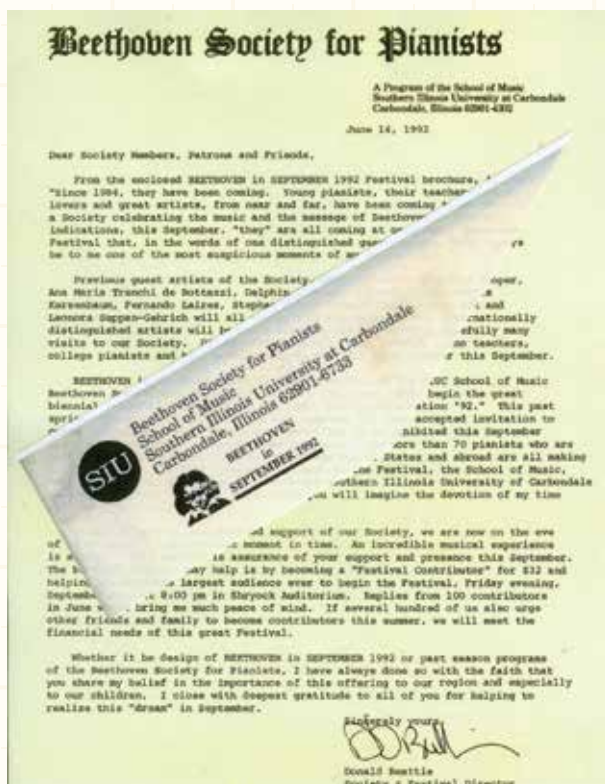 Beethoven Society for Pianists
A Program of the School of Music
Southern Illinois University at Carbondale
Carbondale, Illinois 62901-4302
June 14, 1992
Dear Society Members, Patrons and Friends,
From the enclosed BEETHOVEN in SEPTEMBER 1992 Festival brochure,
"Since 1984, they have been coming. Young pianists, their
lovers and great artists, from near and far, have been coming
a Society celebrating the music and the message of
indications, this September, "they" are all coming at
Festival that, in the words of one distinguished
be to me one of the most suspicious moments of
Previous guest artists of the Society,
Ana Maria Trenchi de Bottazzi,
Fernando Laires, and
Leonora Suppan-Gehrich will all
distinguished artists will many
visits to our Society. teachers,
college pianists and this September.
BEETHOVEN School of Music
Beethoven begin the great
biennial "92." This past
accepted invitation to
this September
more than 70 pianists who are
States and abroad are all making
the Festival, the School of Music,
Southern Illinois University of Carbondale
you will imagine the devotion of my time
SIU
Beethoven Society for Pianists
School of Music
Southern Illinois University at Carbondale
Carbondale, Illinois 62901-6733
BEETHOVEN
in
SEPTEMBER 1992
support of our Society, we are now on the eve
of moment in time. An incredible musical experience
is assurance of your support and presence this September.
The may help is by becoming a "Festival Contributor" for $32 and
helping largest audience ever to begin the Festival, Friday evening,
September 8:00 pm in Shryock Auditorium. Replies from 100 contributors
in June bring me much peace of mind. If several hundred of us also urge
other friends and family to become contributors this summer, we will meet the
financial needs of this great Festival.
Whether it be design of BEETHOVEN in SEPTEMBER 1992 or past season programs
of the Beethoven Society for Pianists, I have always done so with the faith that
you share my belief in the importance of this offering to our region and especially
to our children. I close with deepest gratitude to all of you for helping to
realize this "dream" in September.
Sincerely yours,
Donald Beattie
Society & Festival Director